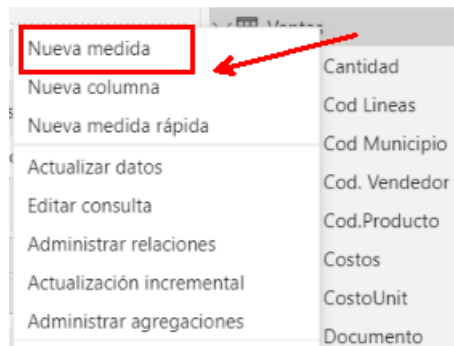 Ventas
Nueva medida
Nueva columna
Nueva medida rápida
Actualizar datos
Editar consulta
Administrar relaciones
Actualización incremental
Administrar agregaciones
Cantidad
Cod Lineas
Cod Municipio
Cod. Vendedor
Cod.Producto
Costos
CostoUnit
Documento